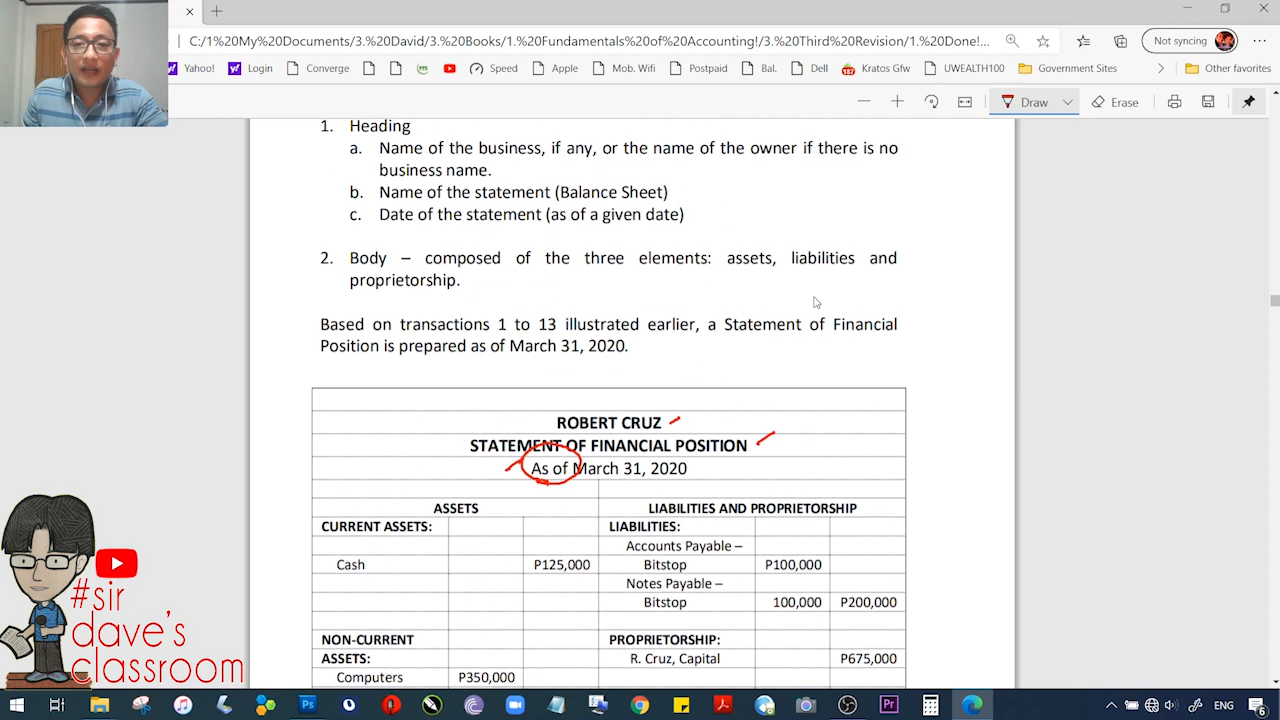 C:/1%20My%20Documents/3.%20David/3.%20Books/1.%20Fundamentals%20of%20Accounting!/3.%20Third%20Revision/1.%20Done!...
Not syncing
Yahoo!
Login
Converge
Speed
Apple
Mob. Wifi
Postpaid
Bal.
Dell
Kratos Gfw
UWEALTH100
Government Sites
Other favorites
Draw
Erase
1. Heading
a. Name of the business, if any, or the name of the owner if there is no
business name.
b. Name of the statement (Balance Sheet)
c. Date of the statement (as of a given date)
2. Body – composed of the three elements: assets, liabilities and
proprietorship.
Based on transactions 1 to 13 illustrated earlier, a Statement of Financial
Position is prepared as of March 31, 2020.
ROBERT CRUZ
STATEMENT OF FINANCIAL POSITION
As of March 31, 2020
ASSETS LIABILITIES AND PROPRIETORSHIP
CURRENT ASSETS: LIABILITIES:
Accounts Payable –
Cash P125,000 Bitstop P100,000
Notes Payable –
Bitstop 100,000 P200,000
NON-CURRENT PROPRIETORSHIP:
ASSETS: R. Cruz, Capital P675,000
Computers P350,000
#sir
dave's
classroom